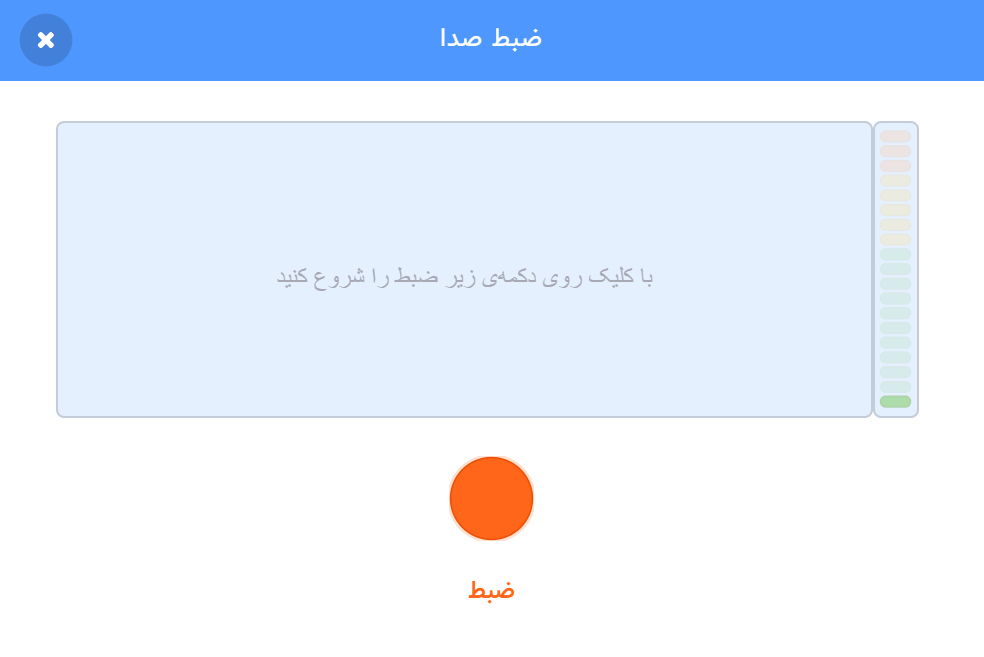 ضبط صدا
با کلیک روی دکمه‌ی زیر ضبط را شروع کنید
ضبط